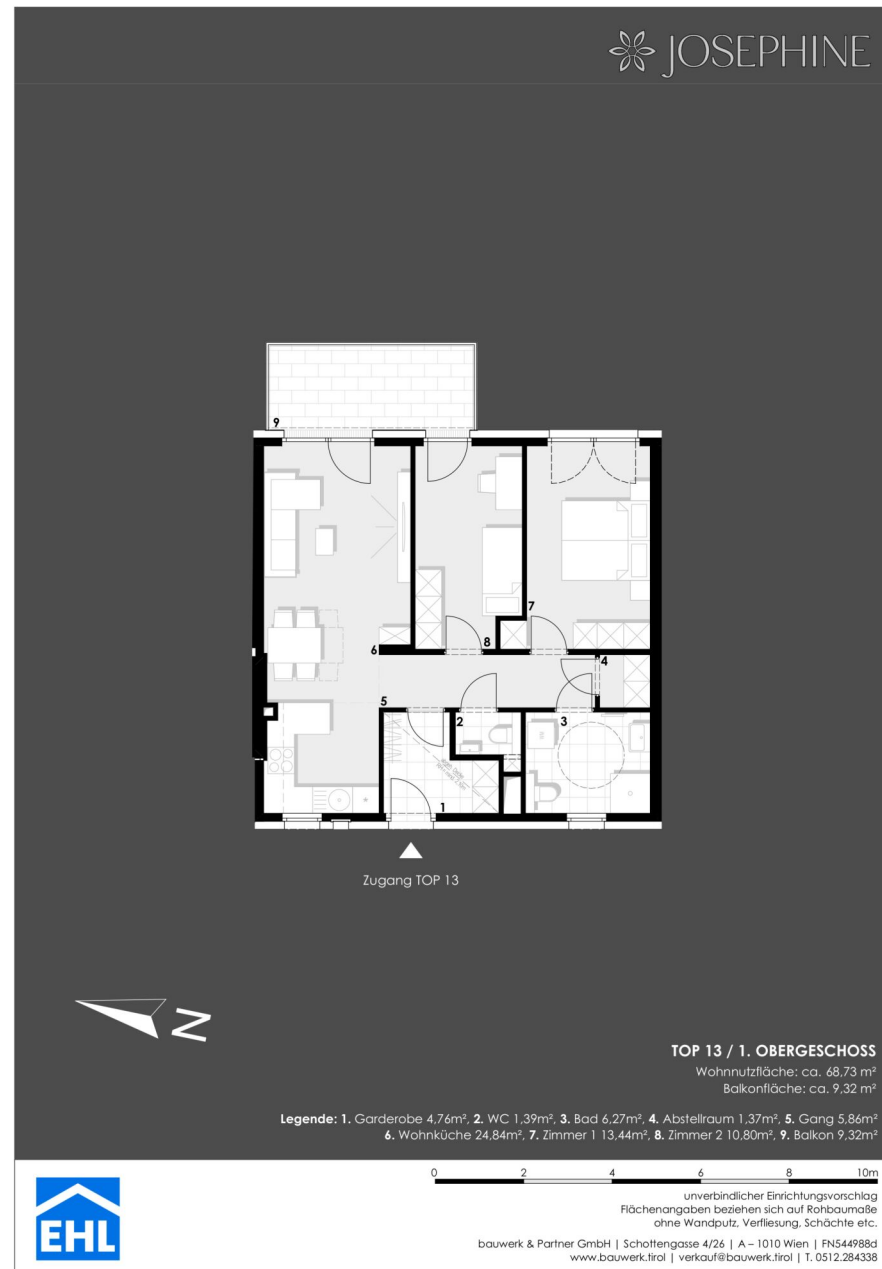 JOSEPHINE
9
6
7
8
4
5
2
3
1
Zugang TOP 13
N
TOP 13 / 1. OBERGESCHOSS
Wohnnutzfläche: ca. 68,73 m²
Balkonfläche: ca. 9,32 m²
Legende: 1. Garderobe 4,76m², 2. WC 1,39m², 3. Bad 6,27m², 4. Abstellraum 1,37m², 5. Gang 5,86m²
6. Wohnküche 24,84m², 7. Zimmer 1 13,44m², 8. Zimmer 2 10,80m², 9. Balkon 9,32m²
0 2 4 6 8 10m
unverbindlicher Einrichtungsvorschlag
Flächenangaben beziehen sich auf Rohbaumaße
ohne Wandputz, Verfliesung, Schächte etc.
EHL
bauwerk & Partner GmbH | Schottengasse 4/26 | A – 1010 Wien | FN544988d
www.bauwerk.tirol | verkauf@bauwerk.tirol | T. 0512.284338